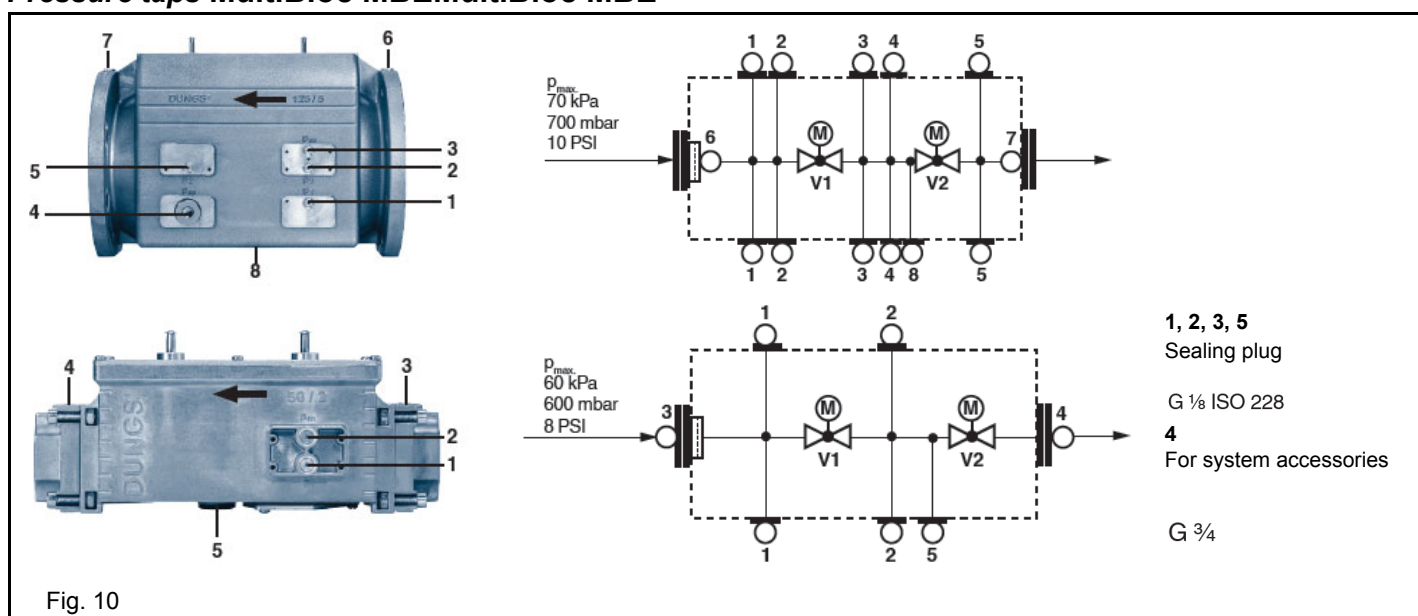 Pressure taps MultiBloc MBEMultiBloc MBE
7
6
DUNGS
125 / 5
5
3
2
4
1
8
1 2 3 4 5
pmax.
70 kPa
700 mbar
10 PSI
6
M
M
7
V1
V2
1 2 3 4 8 5
4
3
DUNGS
50 / 2
2
1
5
1 2
pmax.
60 kPa
600 mbar
8 PSI
3
M
M
4
V1
V2
1 2 5
1, 2, 3, 5
Sealing plug
G ⅛ ISO 228
4
For system accessories
G ¾
Fig. 10